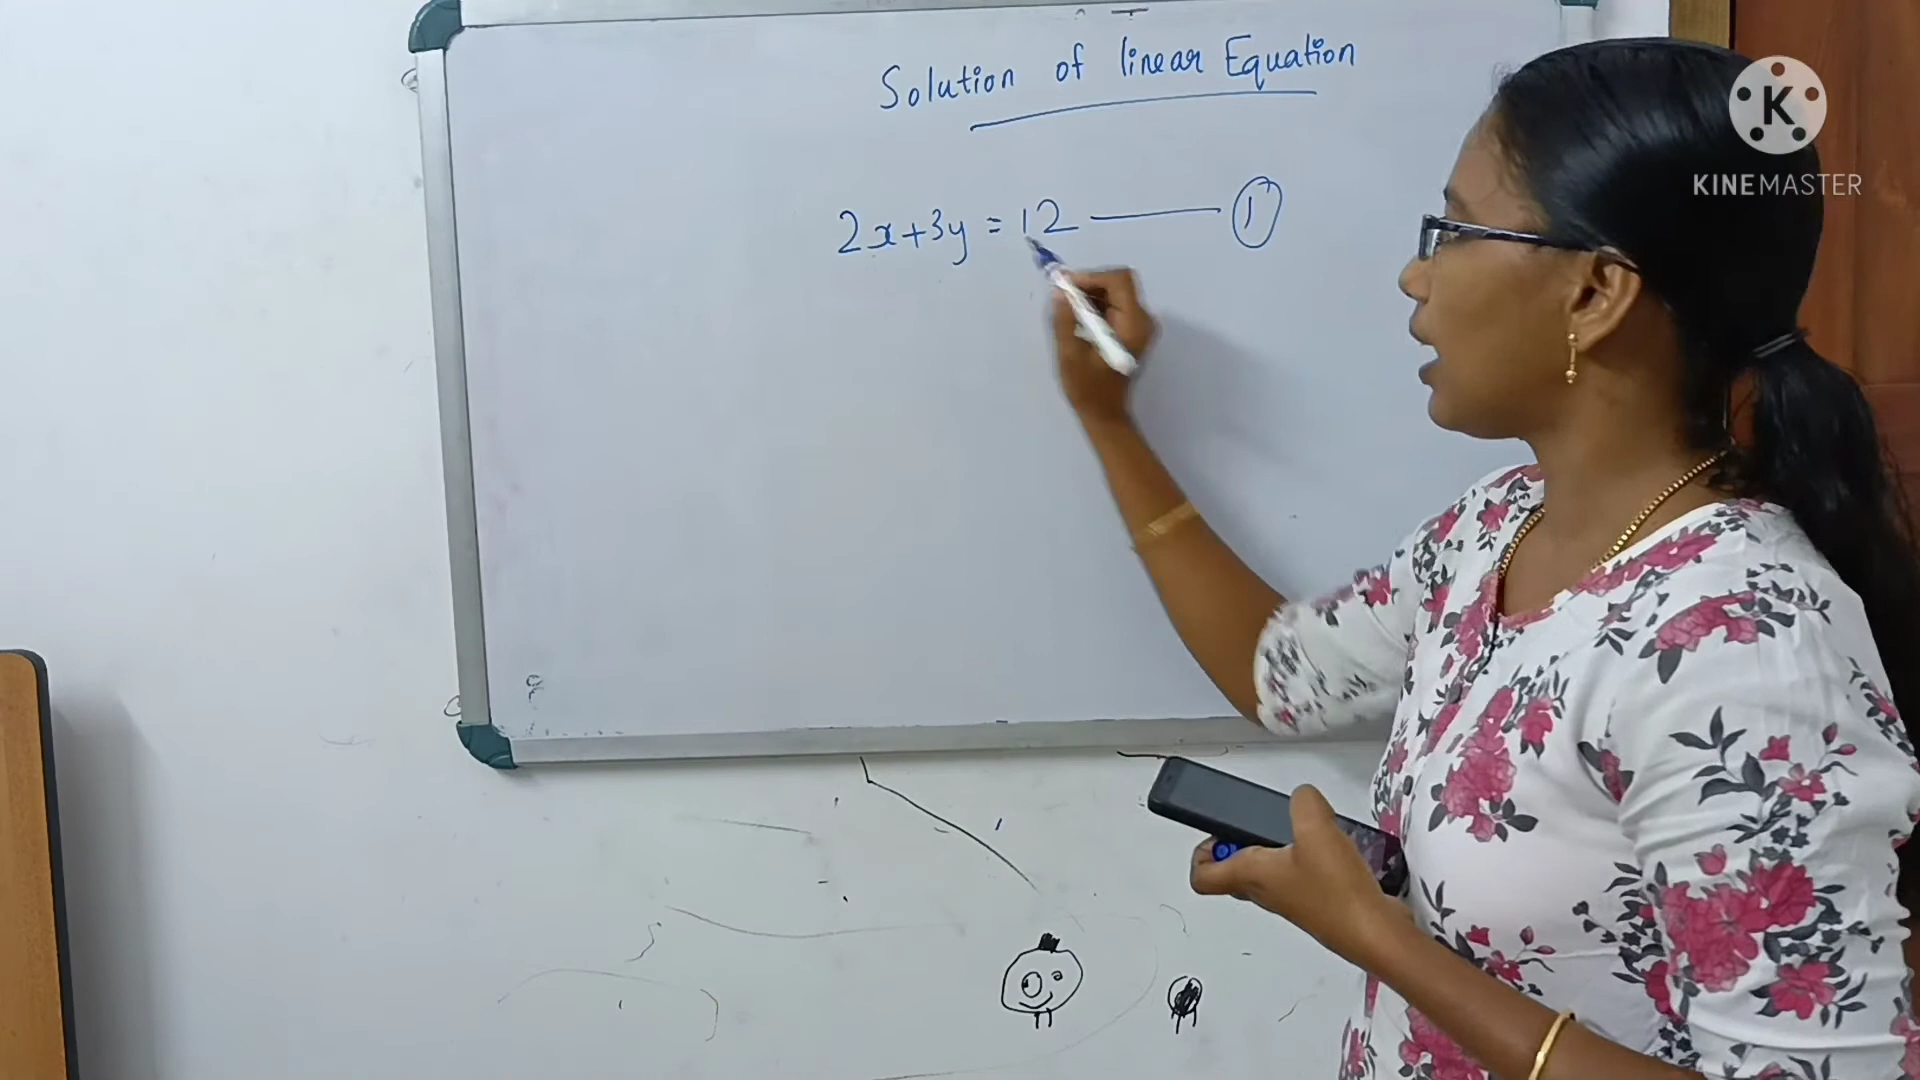 Solution of linear Equation
2x+3y = 12 —— ①
K
KINEMASTER